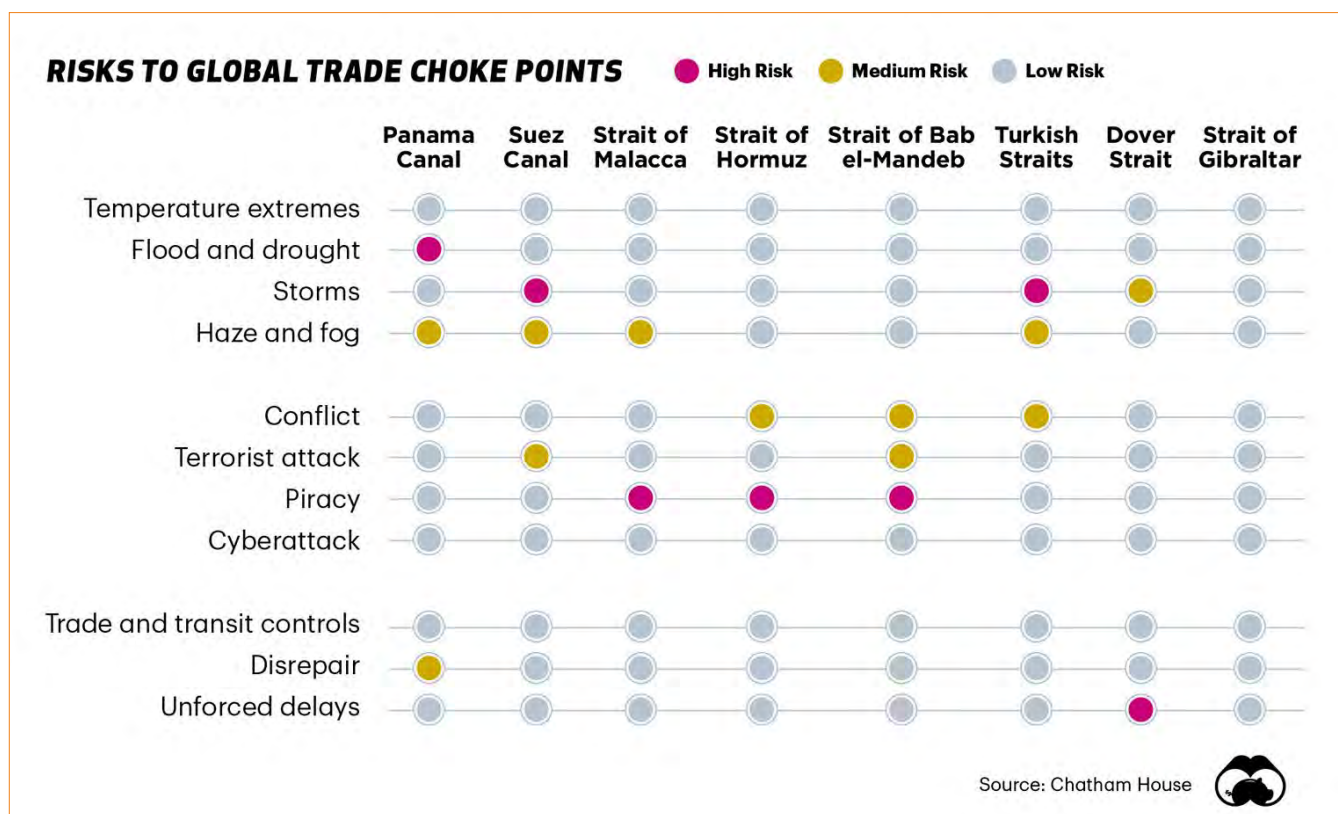 RISKS TO GLOBAL TRADE CHOKE POINTS
High Risk
Medium Risk
Low Risk
Panama Canal
Suez Canal
Strait of Malacca
Strait of Hormuz
Strait of Bab el-Mandeb
Turkish Straits
Dover Strait
Strait of Gibraltar
Temperature extremes
Flood and drought
Storms
Haze and fog
Conflict
Terrorist attack
Piracy
Cyberattack
Trade and transit controls
Disrepair
Unforced delays
Source: Chatham House